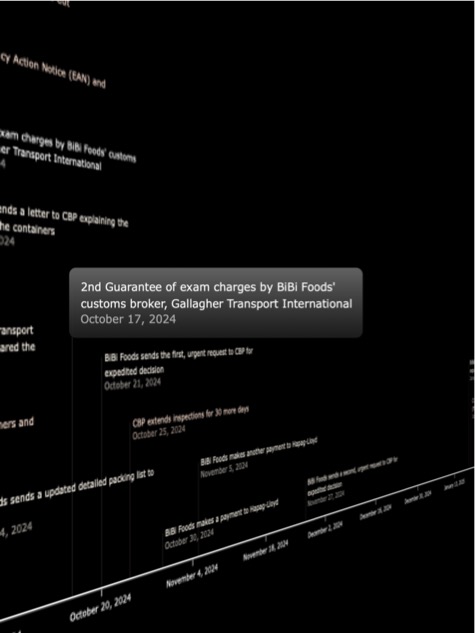 out
cy Action Notice (EAN) and
exam charges by BiBi Foods' customs
er Transport International
4
ends a letter to CBP explaining the
he containers
024
2nd Guarantee of exam charges by BiBi Foods'
customs broker, Gallagher Transport International
October 17, 2024
ransport
ared the
BiBi Foods sends the first, urgent request to CBP for
expedited decision
October 21, 2024
ners and
CBP extends inspections for 30 more days
October 25, 2024
BiBi Foods makes another payment to Hapag-Lloyd
November 5, 2024
ds sends a updated detailed packing list to
4, 2024
BiBi Foods sends a second, urgent request to CBP for
expedited decision
November 27, 2024
BiBi Foods makes a payment to Hapag-Lloyd
October 30, 2024
October 20, 2024
November 4, 2024
November 18, 2024
December 2, 2024
December 16, 2024
December 30, 2024
January 13, 2025